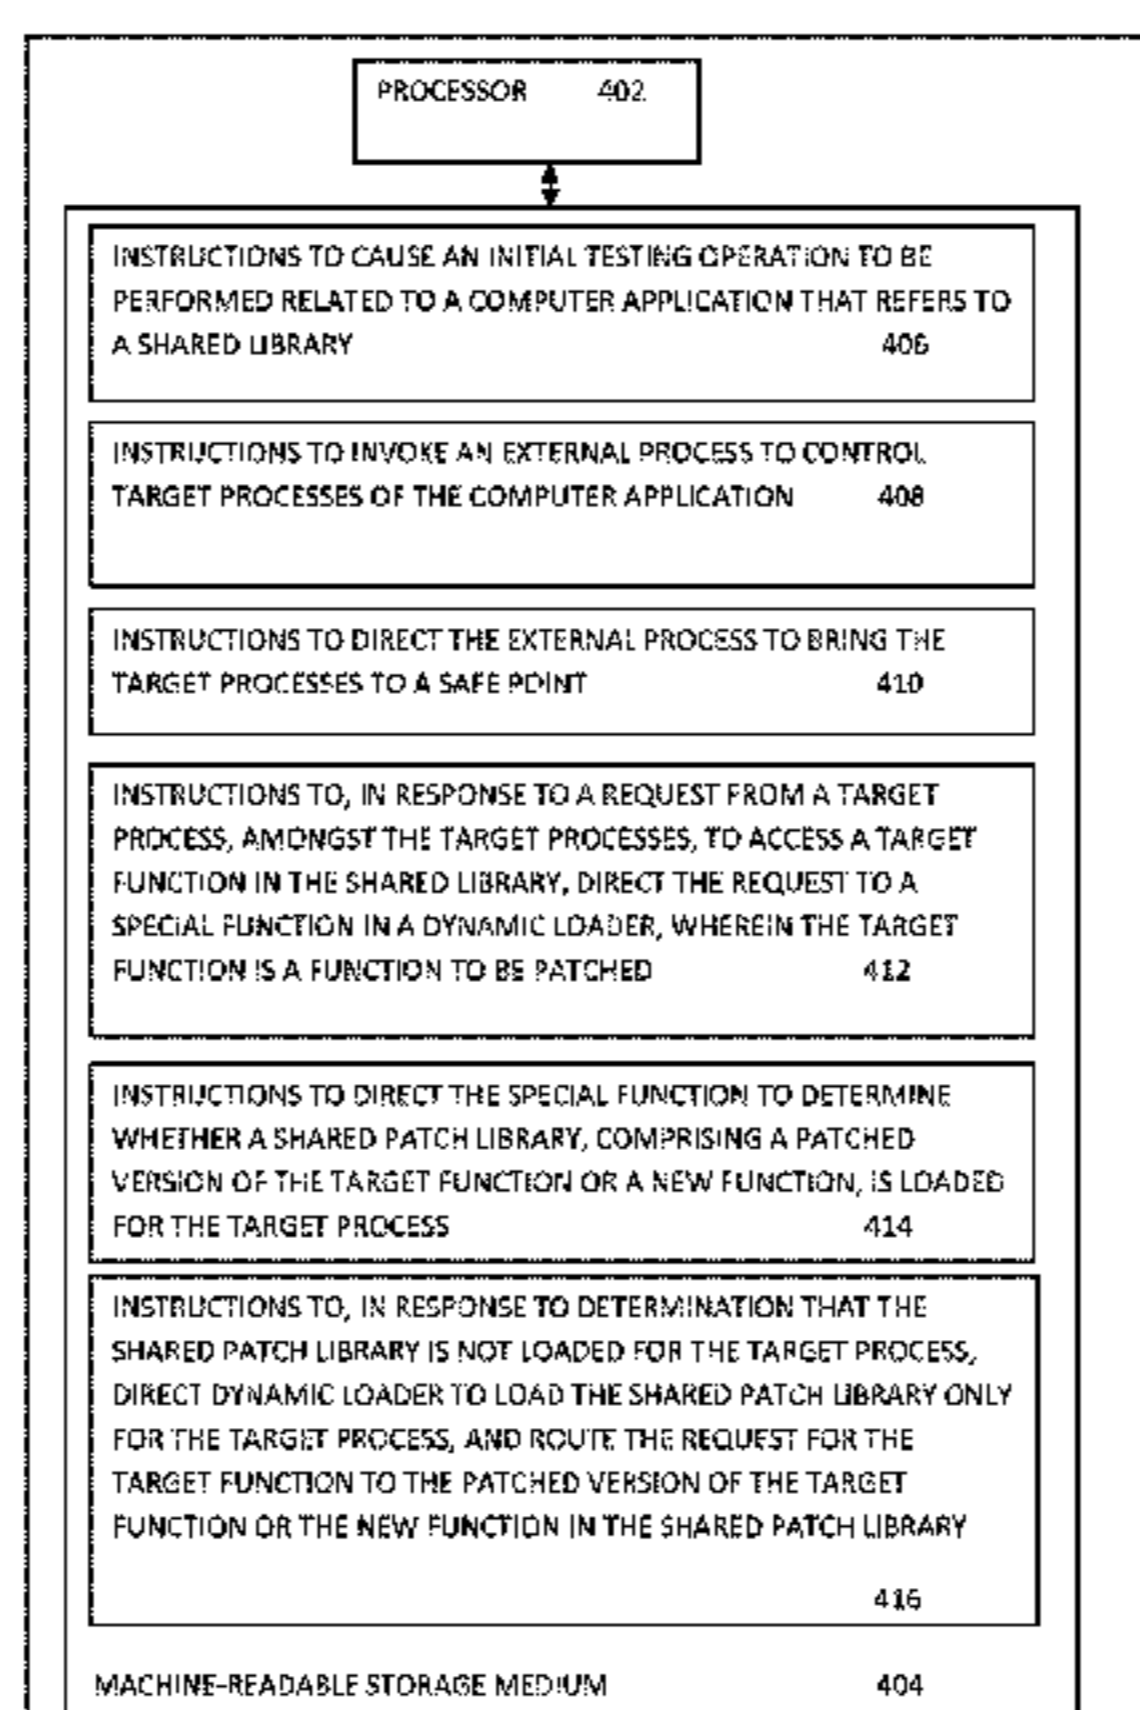 PROCESSOR 402
INSTRUCTIONS TO CAUSE AN INITIAL TESTING OPERATION TO BE
PERFORMED RELATED TO A COMPUTER APPLICATION THAT REFERS TO
A SHARED LIBRARY 406
INSTRUCTIONS TO INVOKE AN EXTERNAL PROCESS TO CONTROL
TARGET PROCESSES OF THE COMPUTER APPLICATION 408
INSTRUCTIONS TO DIRECT THE EXTERNAL PROCESS TO BRING THE
TARGET PROCESSES TO A SAFE POINT 410
INSTRUCTIONS TO, IN RESPONSE TO A REQUEST FROM A TARGET
PROCESS, AMONGST THE TARGET PROCESSES, TO ACCESS A TARGET
FUNCTION IN THE SHARED LIBRARY, DIRECT THE REQUEST TO A
SPECIAL FUNCTION IN A DYNAMIC LOADER, WHEREIN THE TARGET
FUNCTION IS A FUNCTION TO BE PATCHED 412
INSTRUCTIONS TO DIRECT THE SPECIAL FUNCTION TO DETERMINE
WHETHER A SHARED PATCH LIBRARY, COMPRISING A PATCHED
VERSION OF THE TARGET FUNCTION OR A NEW FUNCTION, IS LOADED
FOR THE TARGET PROCESS 414
INSTRUCTIONS TO, IN RESPONSE TO DETERMINATION THAT THE
SHARED PATCH LIBRARY IS NOT LOADED FOR THE TARGET PROCESS,
DIRECT DYNAMIC LOADER TO LOAD THE SHARED PATCH LIBRARY ONLY
FOR THE TARGET PROCESS, AND ROUTE THE REQUEST FOR THE
TARGET FUNCTION TO THE PATCHED VERSION OF THE TARGET
FUNCTION OR THE NEW FUNCTION IN THE SHARED PATCH LIBRARY
416
MACHINE-READABLE STORAGE MEDIUM 404